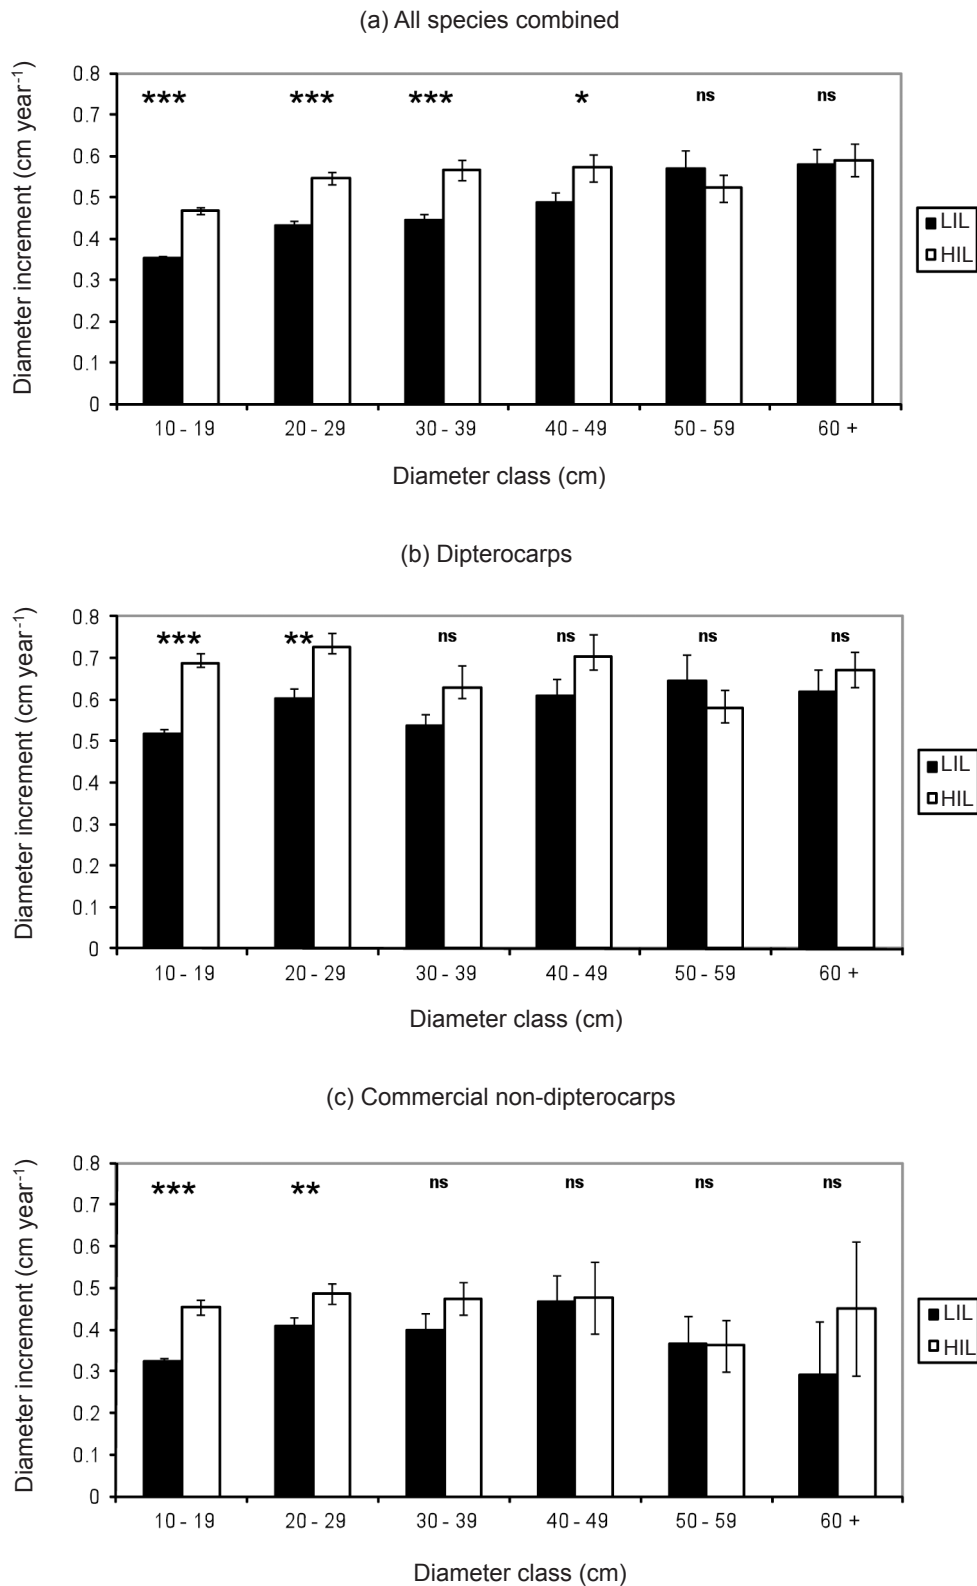 (a) All species combined
Diameter increment (cm year⁻¹)
0.8
0.7
0.6
0.5
0.4
0.3
0.2
0.1
0
*** *** *** * ns ns
LIL
HIL
10 - 19 20 - 29 30 - 39 40 - 49 50 - 59 60 +
Diameter class (cm)
(b) Dipterocarps
Diameter increment (cm year⁻¹)
0.8
0.7
0.6
0.5
0.4
0.3
0.2
0.1
0
*** ** ns ns ns ns
LIL
HIL
10 - 19 20 - 29 30 - 39 40 - 49 50 - 59 60 +
Diameter class (cm)
(c) Commercial non-dipterocarps
Diameter increment (cm year⁻¹)
0.8
0.7
0.6
0.5
0.4
0.3
0.2
0.1
0
*** ** ns ns ns ns
LIL
HIL
10 - 19 20 - 29 30 - 39 40 - 49 50 - 59 60 +
Diameter class (cm)